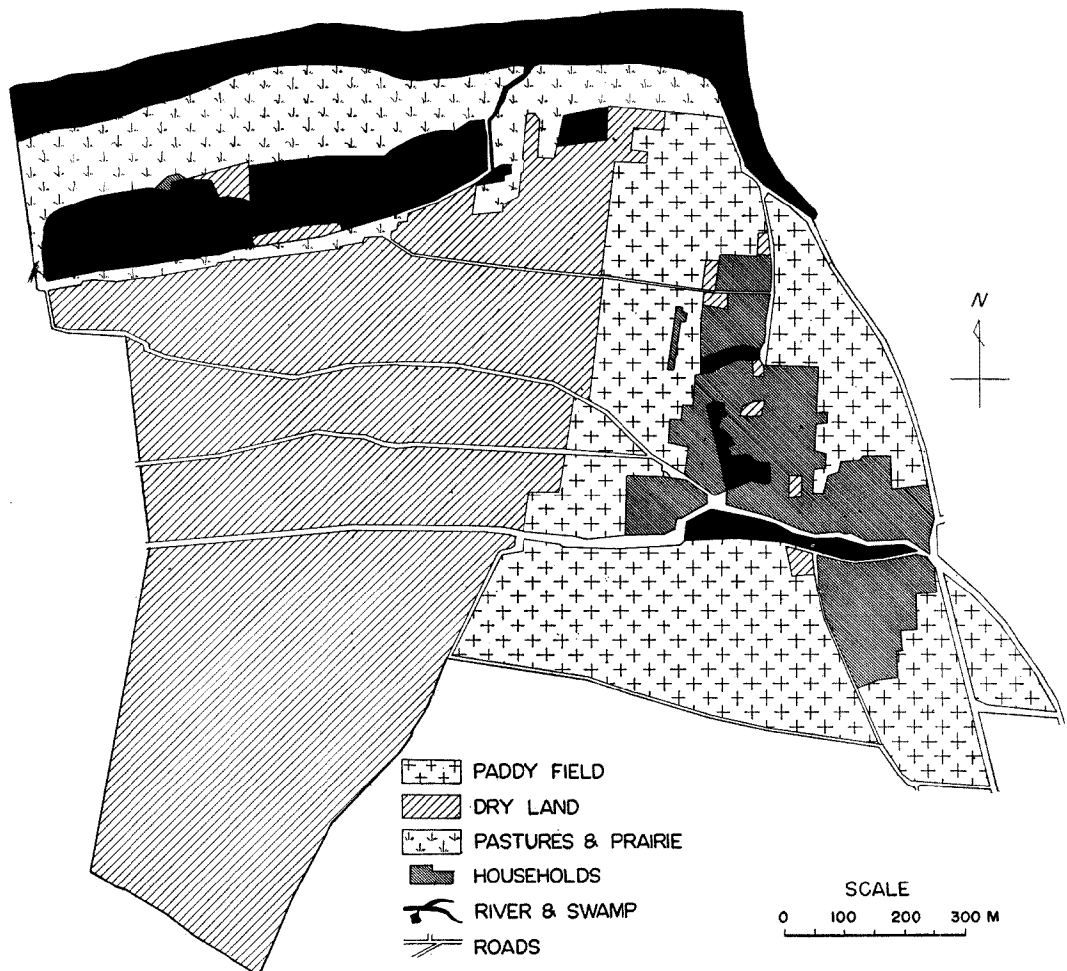 N
PADDY FIELD
DRY LAND
PASTURES & PRAIRIE
HOUSEHOLDS
RIVER & SWAMP
ROADS
SCALE
0 100 200 300 M